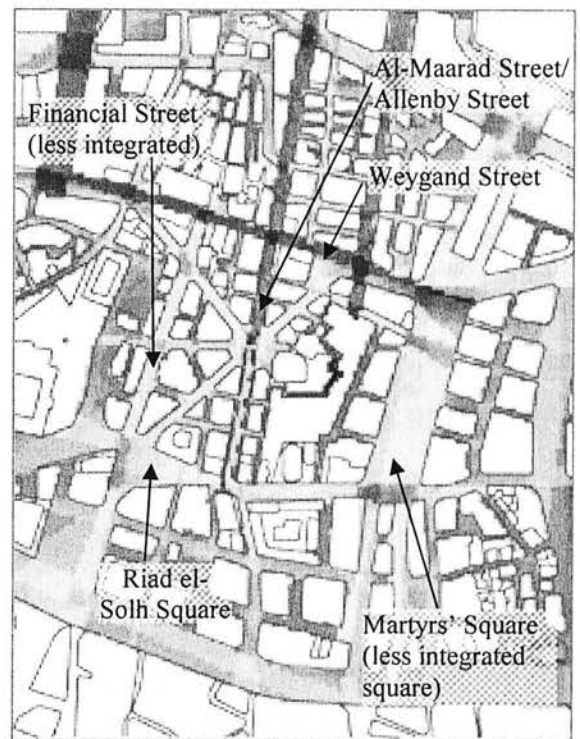 Al-Maarad Street/
Allenby Street
Financial Street
(less integrated)
Weygand Street
Riad el-
Solh Square
Martyrs' Square
(less integrated
square)